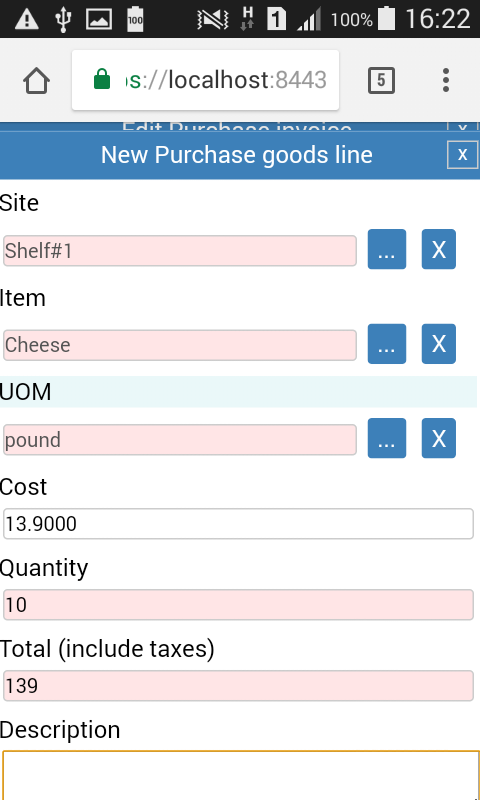 100
H
1
100%
16:22
s://localhost:8443
5
Edit Purchase invoice
x
New Purchase goods line
x
Site
Shelf#1
...
X
Item
Cheese
...
X
UOM
pound
...
X
Cost
13.9000
Quantity
10
Total (include taxes)
139
Description